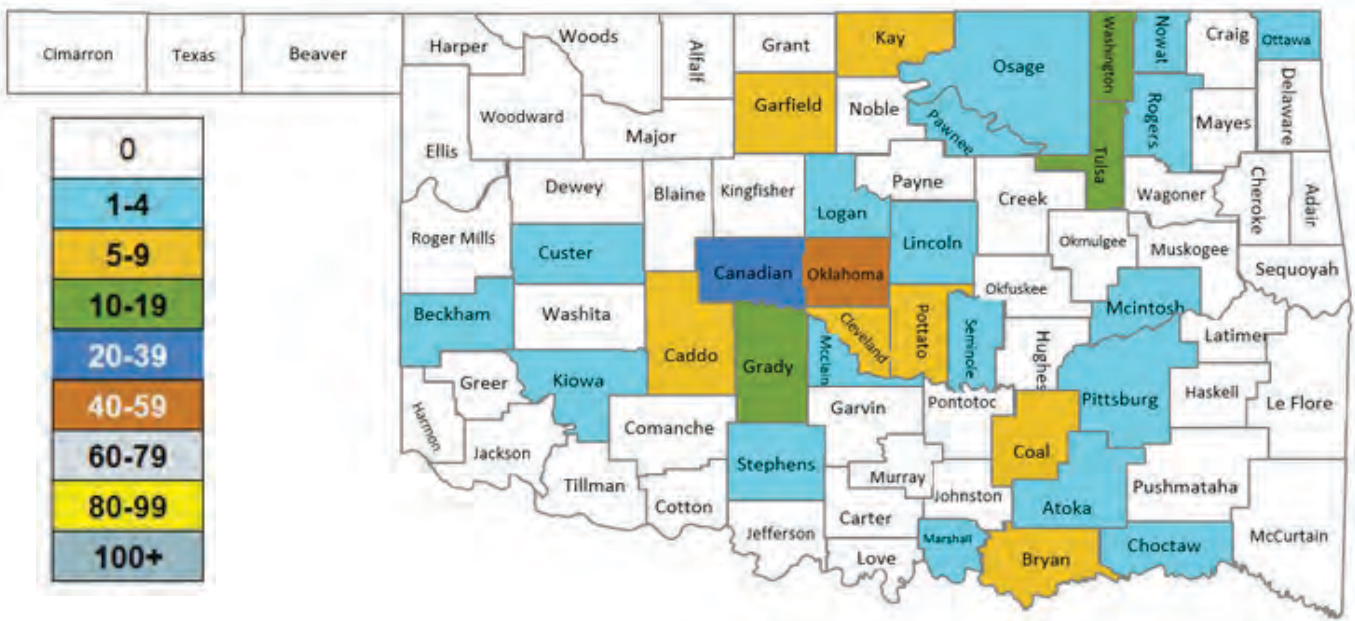 Cimarron
Texas
Beaver
Harper
Woods
Alfalf
Grant
Kay
Osage
Washington
Nowat
Craig
Ottawa
Woodward
Garfield
Noble
Pawnee
Rogers
Mayes
Delaware
Ellis
Major
Tulsa
Dewey
Blaine
Kingfisher
Logan
Payne
Creek
Wagoner
Cheroke
Adair
Roger Mills
Custer
Canadian
Oklahoma
Lincoln
Okmulgee
Muskogee
Sequoyah
Beckham
Washita
Caddo
Grady
Mcclain
Cleveland
Pottato
Seminole
Okfuskee
Hughes
Mcintosh
Latimer
Harmon
Greer
Kiowa
Comanche
Garvin
Pontotoc
Pittsburg
Haskell
Le Flore
Jackson
Tillman
Cotton
Stephens
Murray
Johnston
Coal
Atoka
Pushmataha
Jefferson
Carter
Love
Marshall
Bryan
Choctaw
McCurtain
0
1-4
5-9
10-19
20-39
40-59
60-79
80-99
100+